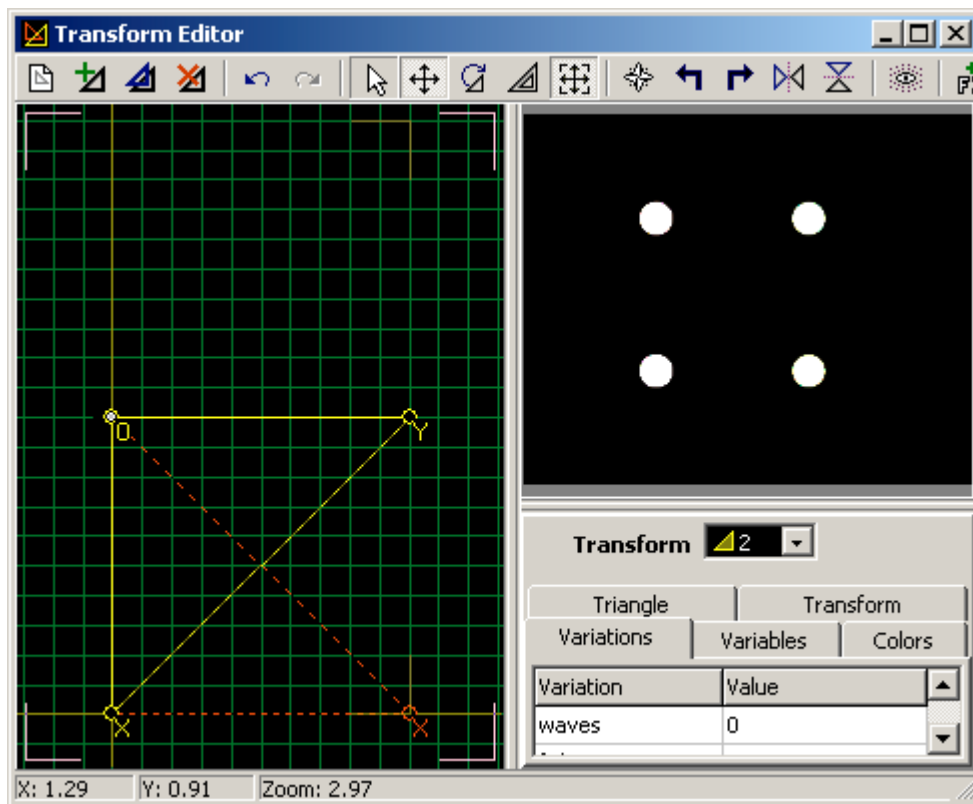 Transform Editor
F
O
Y
X
X
Transform 2
Triangle Transform
Variations Variables Colors
Variation Value
waves 0
X: 1.29 Y: 0.91 Zoom: 2.97